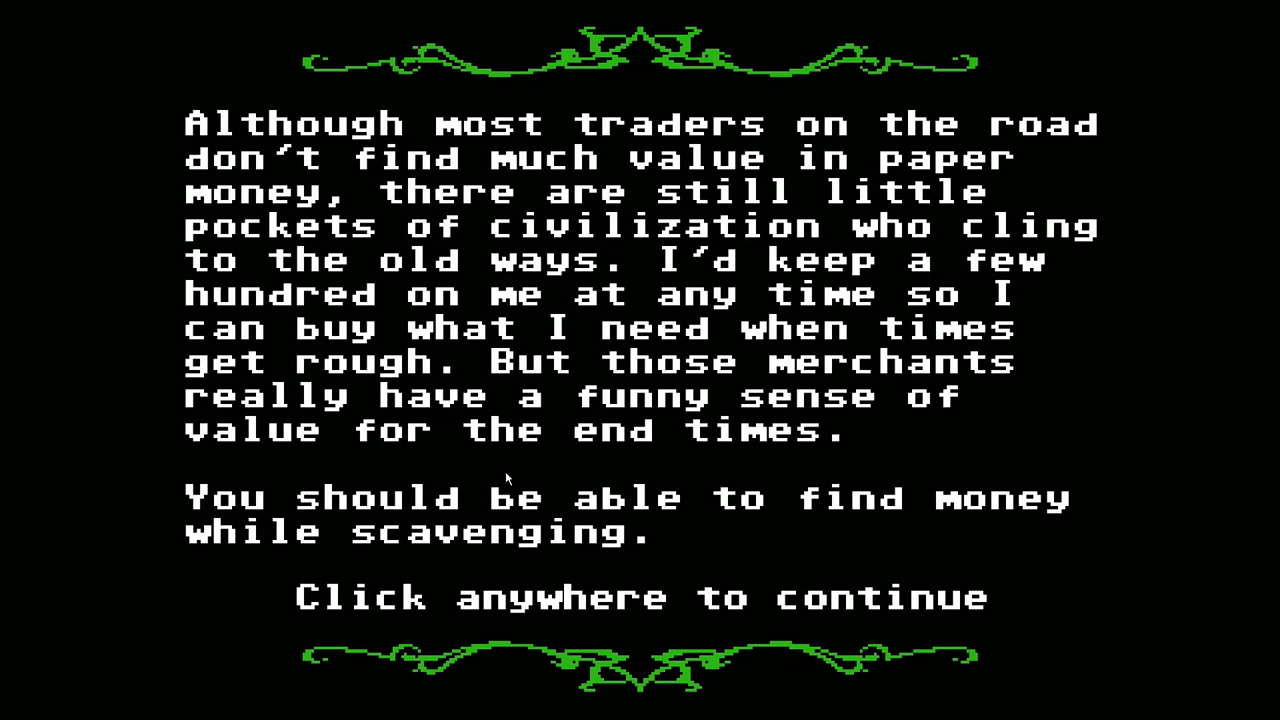 Although most traders on the road
don't find much value in paper
money, there are still little
pockets of civilization who cling
to the old ways. I'd keep a few
hundred on me at any time so I
can buy what I need when times
get rough. But those merchants
really have a funny sense of
value for the end times.
You should be able to find money
while scavenging.
Click anywhere to continue